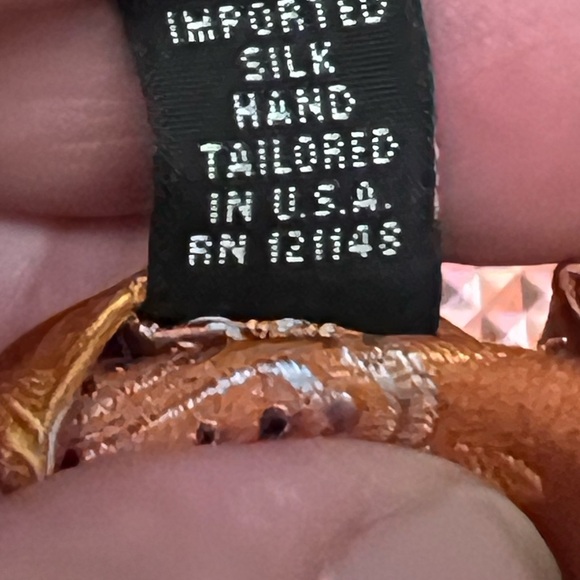 IMPORTED
SILK
HAND
TAILORED
IN U.S.A.
RN 121148